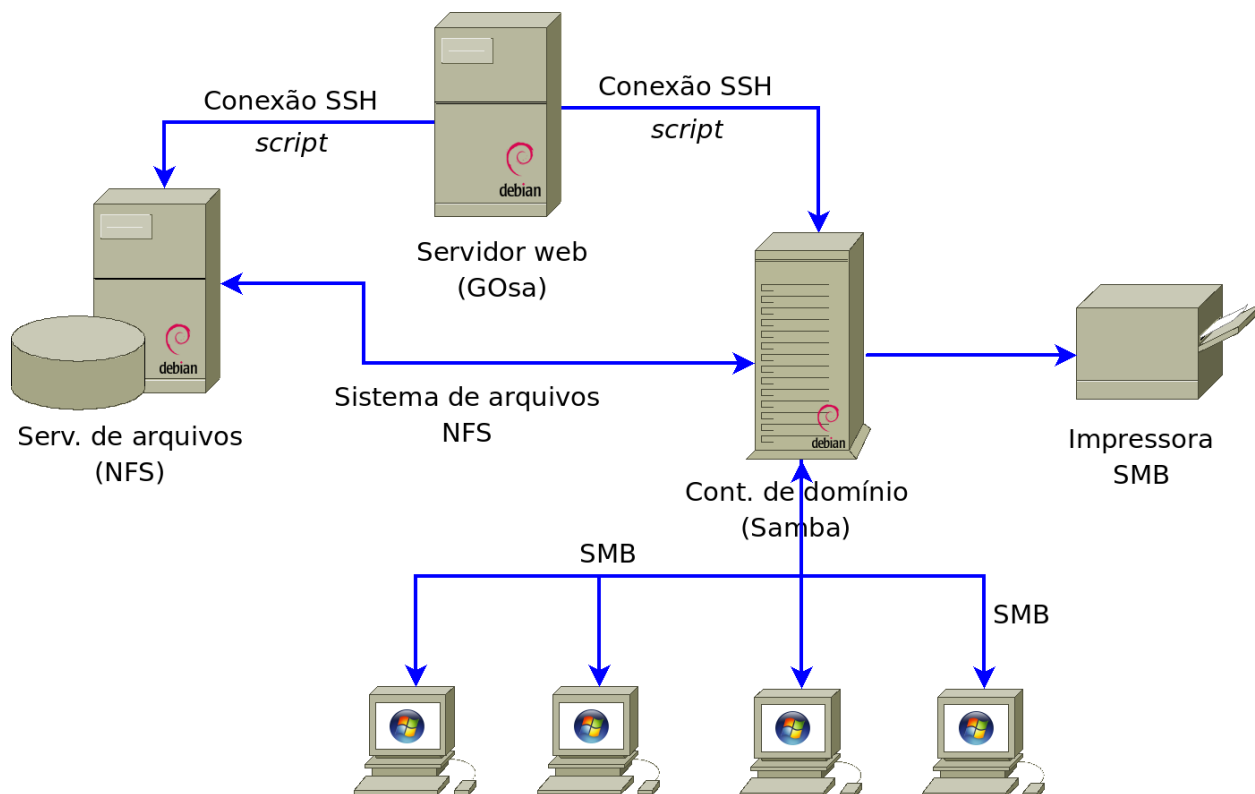 Conexão SSH
script
Conexão SSH
script
debian
Servidor web
(GOsa)
debian
Serv. de arquivos
(NFS)
Sistema de arquivos
NFS
debian
Cont. de domínio
(Samba)
Impressora
SMB
SMB
SMB